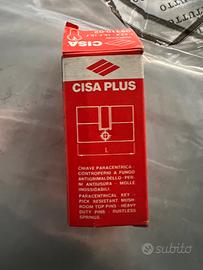 CISA
CISA PLUS
L
CHIAVE PARACENTRICA -
CONTROPERIO A FUNGO
ANTIGRIMALDELLO - PER-
NI ANTIUSURA - MOLLE
INOSSIDABILI
PARACENTRICAL KEY -
PICK RESISTANT MUSH-
ROOM TOP PINS - HEAVY
DUTY PINS - RUSTLESS
SPRINGS
subito